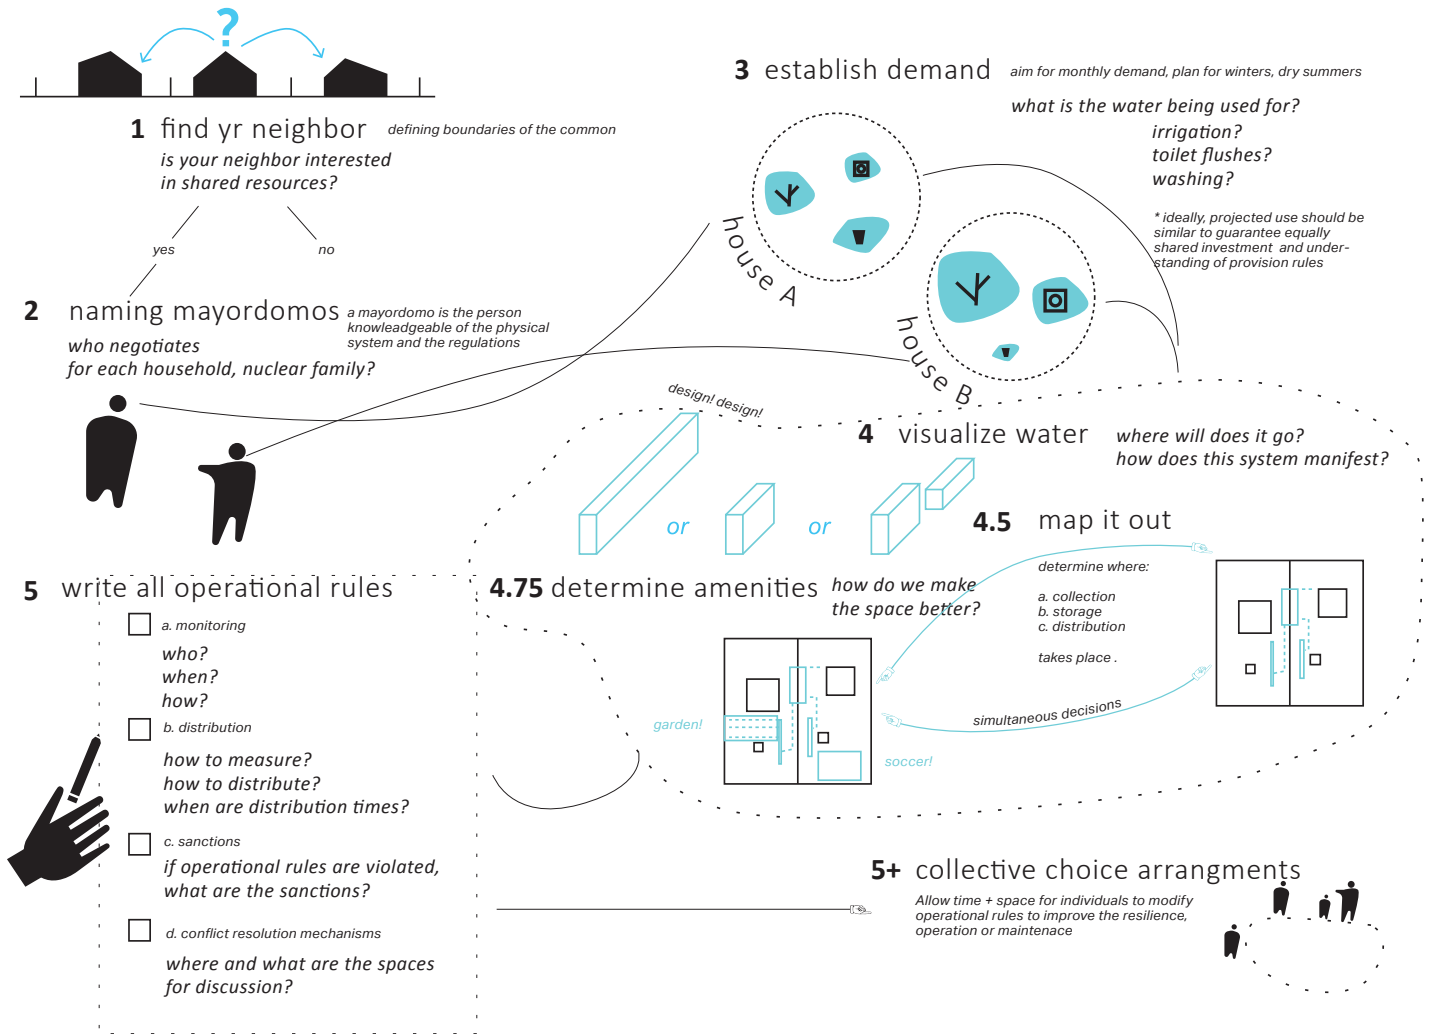 ?
1 find yr neighbor
defining boundaries of the common
is your neighbor interested
in shared resources?
yes
no
2 naming mayordomos
a mayordomo is the person
knowleadgeable of the physical
system and the regulations
who negotiates
for each household, nuclear family?
3 establish demand
aim for monthly demand, plan for winters, dry summers
what is the water being used for?
irrigation?
toilet flushes?
washing?
* ideally, projected use should be
similar to guarantee equally
shared investment and under-
standing of provision rules
house A
house B
design! design!
4 visualize water
where will does it go?
how does this system manifest?
or
or
4.5 map it out
determine where:
a. collection
b. storage
c. distribution
takes place .
simultaneous decisions
4.75 determine amenities
how do we make
the space better?
garden!
soccer!
5 write all operational rules
a. monitoring
who?
when?
how?
b. distribution
how to measure?
how to distribute?
when are distribution times?
c. sanctions
if operational rules are violated,
what are the sanctions?
d. conflict resolution mechanisms
where and what are the spaces
for discussion?
5+ collective choice arrangments
Allow time + space for individuals to modify
operational rules to improve the resilience,
operation or maintenace